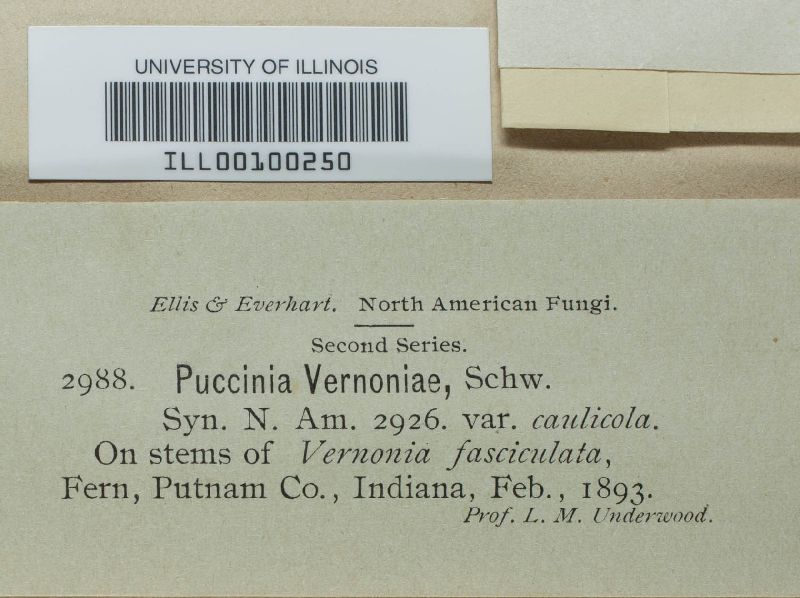 UNIVERSITY OF ILLINOIS
ILL00100250
Ellis & Everhart. North American Fungi.
Second Series.
2988. Puccinia Vernoniae, Schw.
Syn. N. Am. 2926. var. caulicola.
On stems of Vernonia fasciculata,
Fern, Putnam Co., Indiana, Feb., 1893.
Prof. L. M. Underwood.